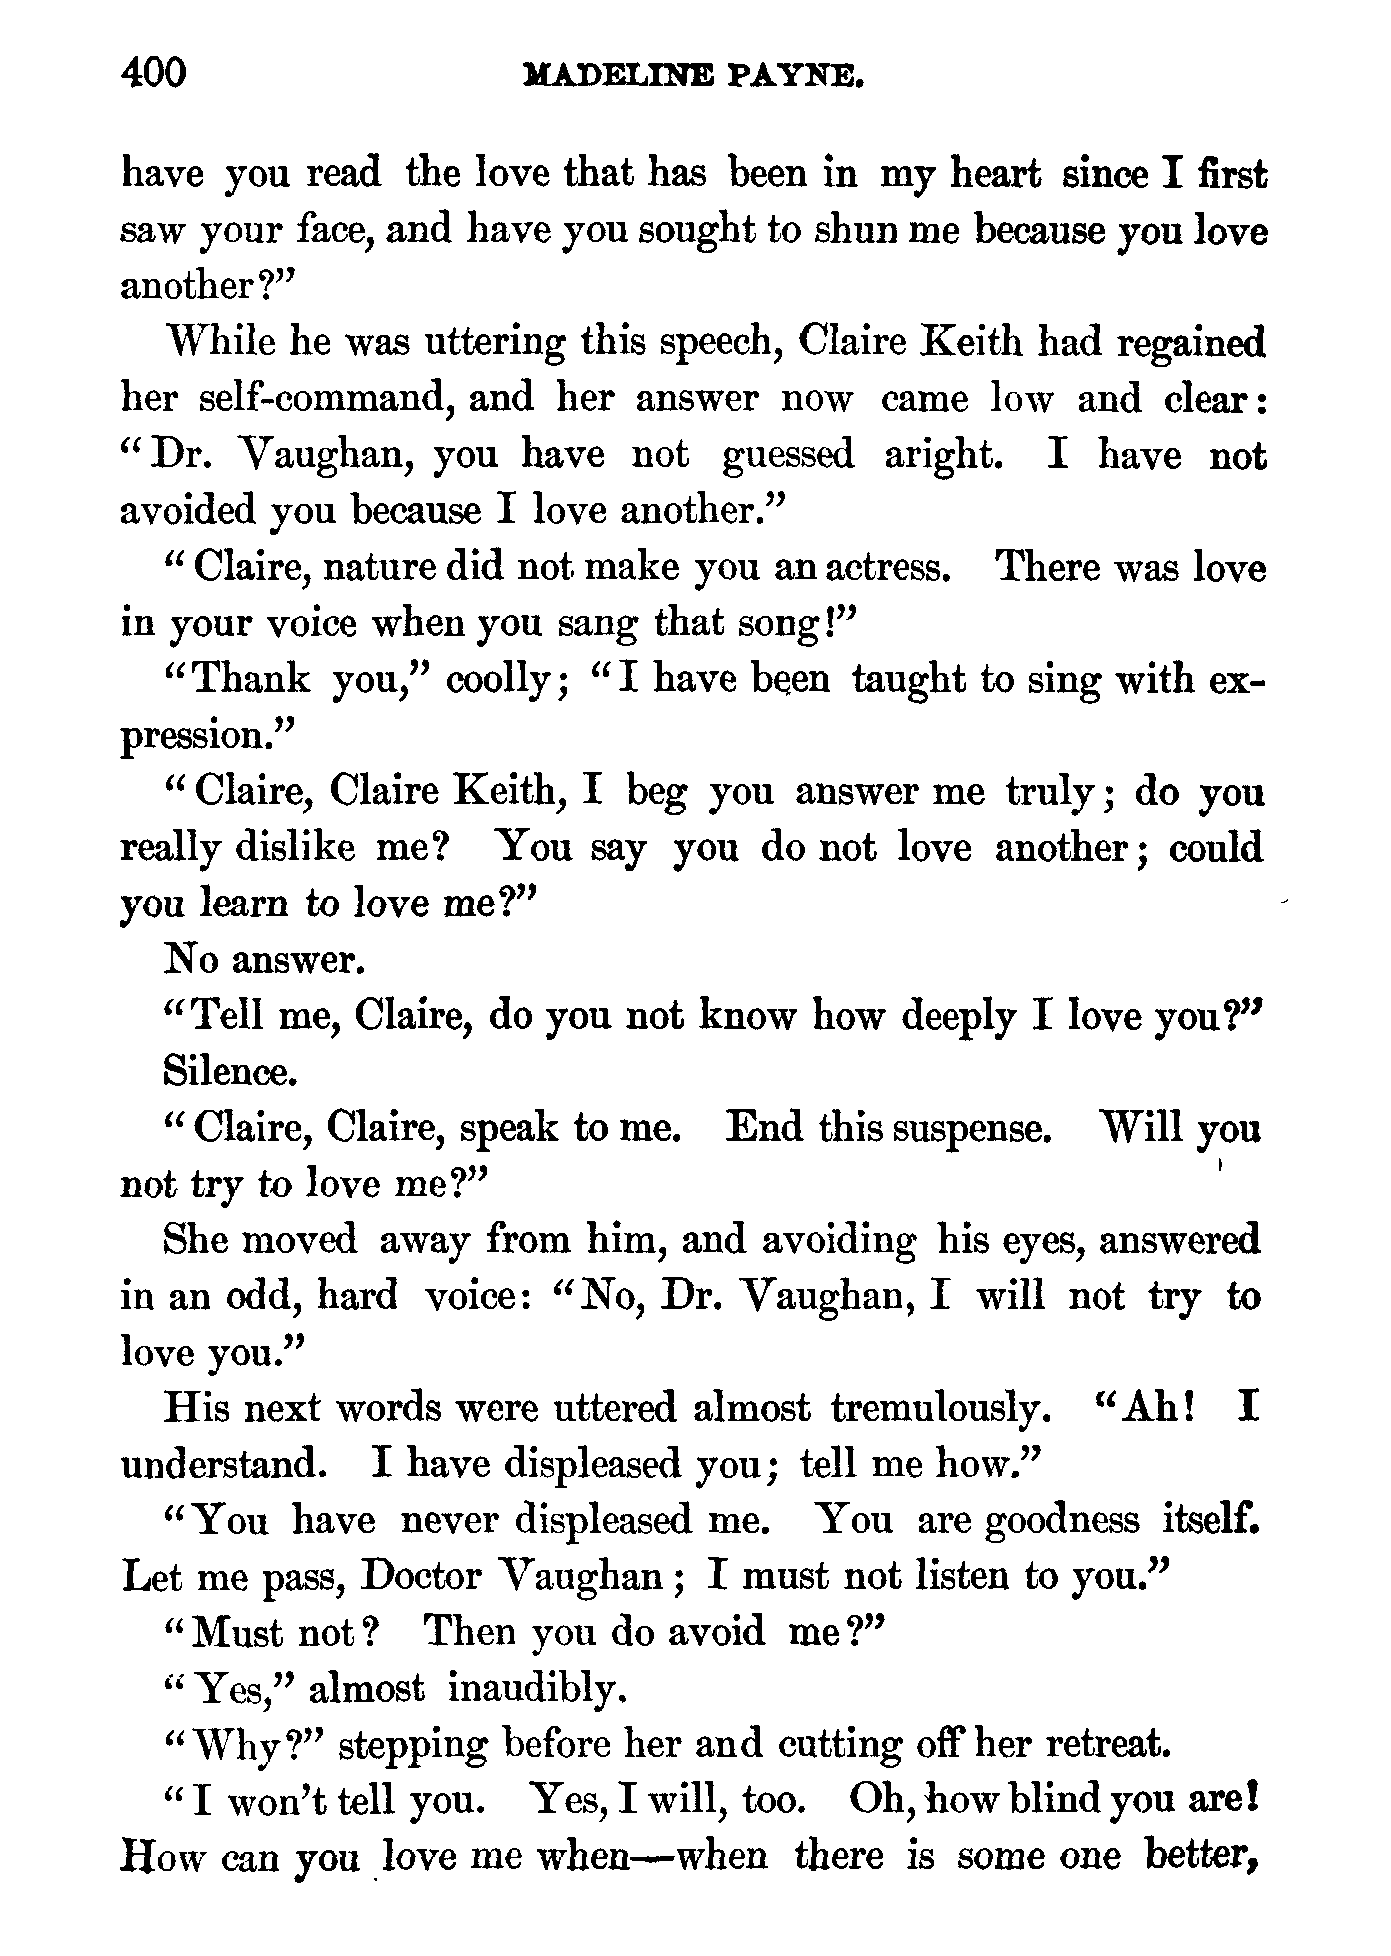 400 MADELINE PAYNE.
have you read the love that has been in my heart since I first
saw your face, and have you sought to shun me because you love
another?”
While he was uttering this speech, Claire Keith had regained
her self-command, and her answer now came low and clear:
“Dr. Vaughan, you have not guessed aright. I have not
avoided you because I love another.”
“Claire, nature did not make you an actress. There was love
in your voice when you sang that song!”
“Thank you,” coolly; “I have been taught to sing with ex-
pression.”
“Claire, Claire Keith, I beg you answer me truly; do you
really dislike me? You say you do not love another; could
you learn to love me?”
No answer.
“Tell me, Claire, do you not know how deeply I love you?”
Silence.
“Claire, Claire, speak to me. End this suspense. Will you
not try to love me?”
She moved away from him, and avoiding his eyes, answered
in an odd, hard voice: “No, Dr. Vaughan, I will not try to
love you.”
His next words were uttered almost tremulously. “Ah! I
understand. I have displeased you; tell me how.”
“You have never displeased me. You are goodness itself.
Let me pass, Doctor Vaughan; I must not listen to you.”
“Must not? Then you do avoid me?”
“Yes,” almost inaudibly.
“Why?” stepping before her and cutting off her retreat.
“I won’t tell you. Yes, I will, too. Oh, how blind you are!
How can you love me when—when there is some one better,